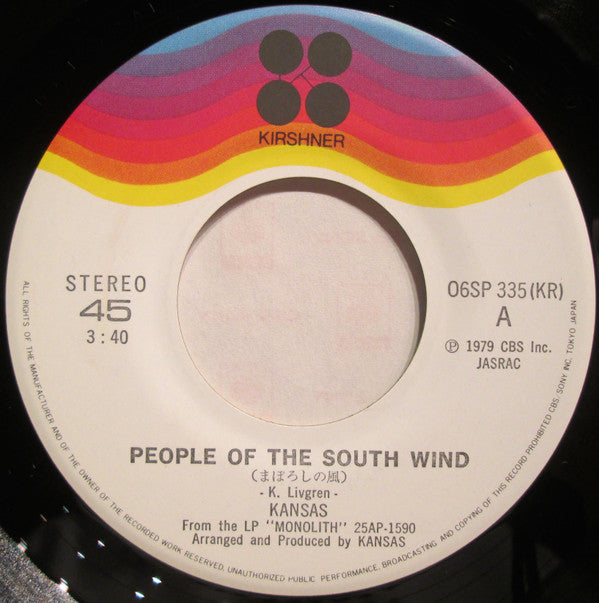 KIRSHNER
STEREO
45
3:40
06SP 335(KR)
A
Ⓟ 1979 CBS Inc.
JASRAC
PEOPLE OF THE SOUTH WIND
(まぼろしの風)
- K. Livgren -
KANSAS
From the LP "MONOLITH" 25AP-1590
Arranged and Produced by KANSAS
ALL RIGHTS OF THE MANUFACTURER AND OF THE OWNER OF THE RECORDED WORK RESERVED. UNAUTHORIZED PUBLIC PERFORMANCE, BROADCASTING AND COPYING OF THIS RECORD PROHIBITED CBS/SONY INC. TOKYO JAPAN